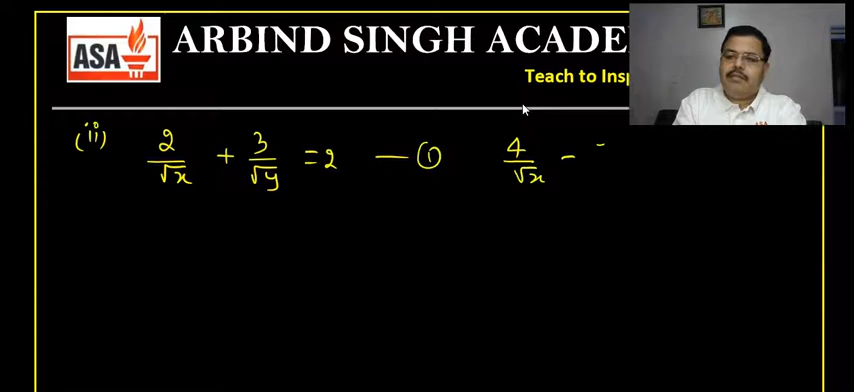 ASA ARBIND SINGH ACADE
Teach to Insp
(ii) 2/√x + 3/√y = 2 — ① 4/√x -